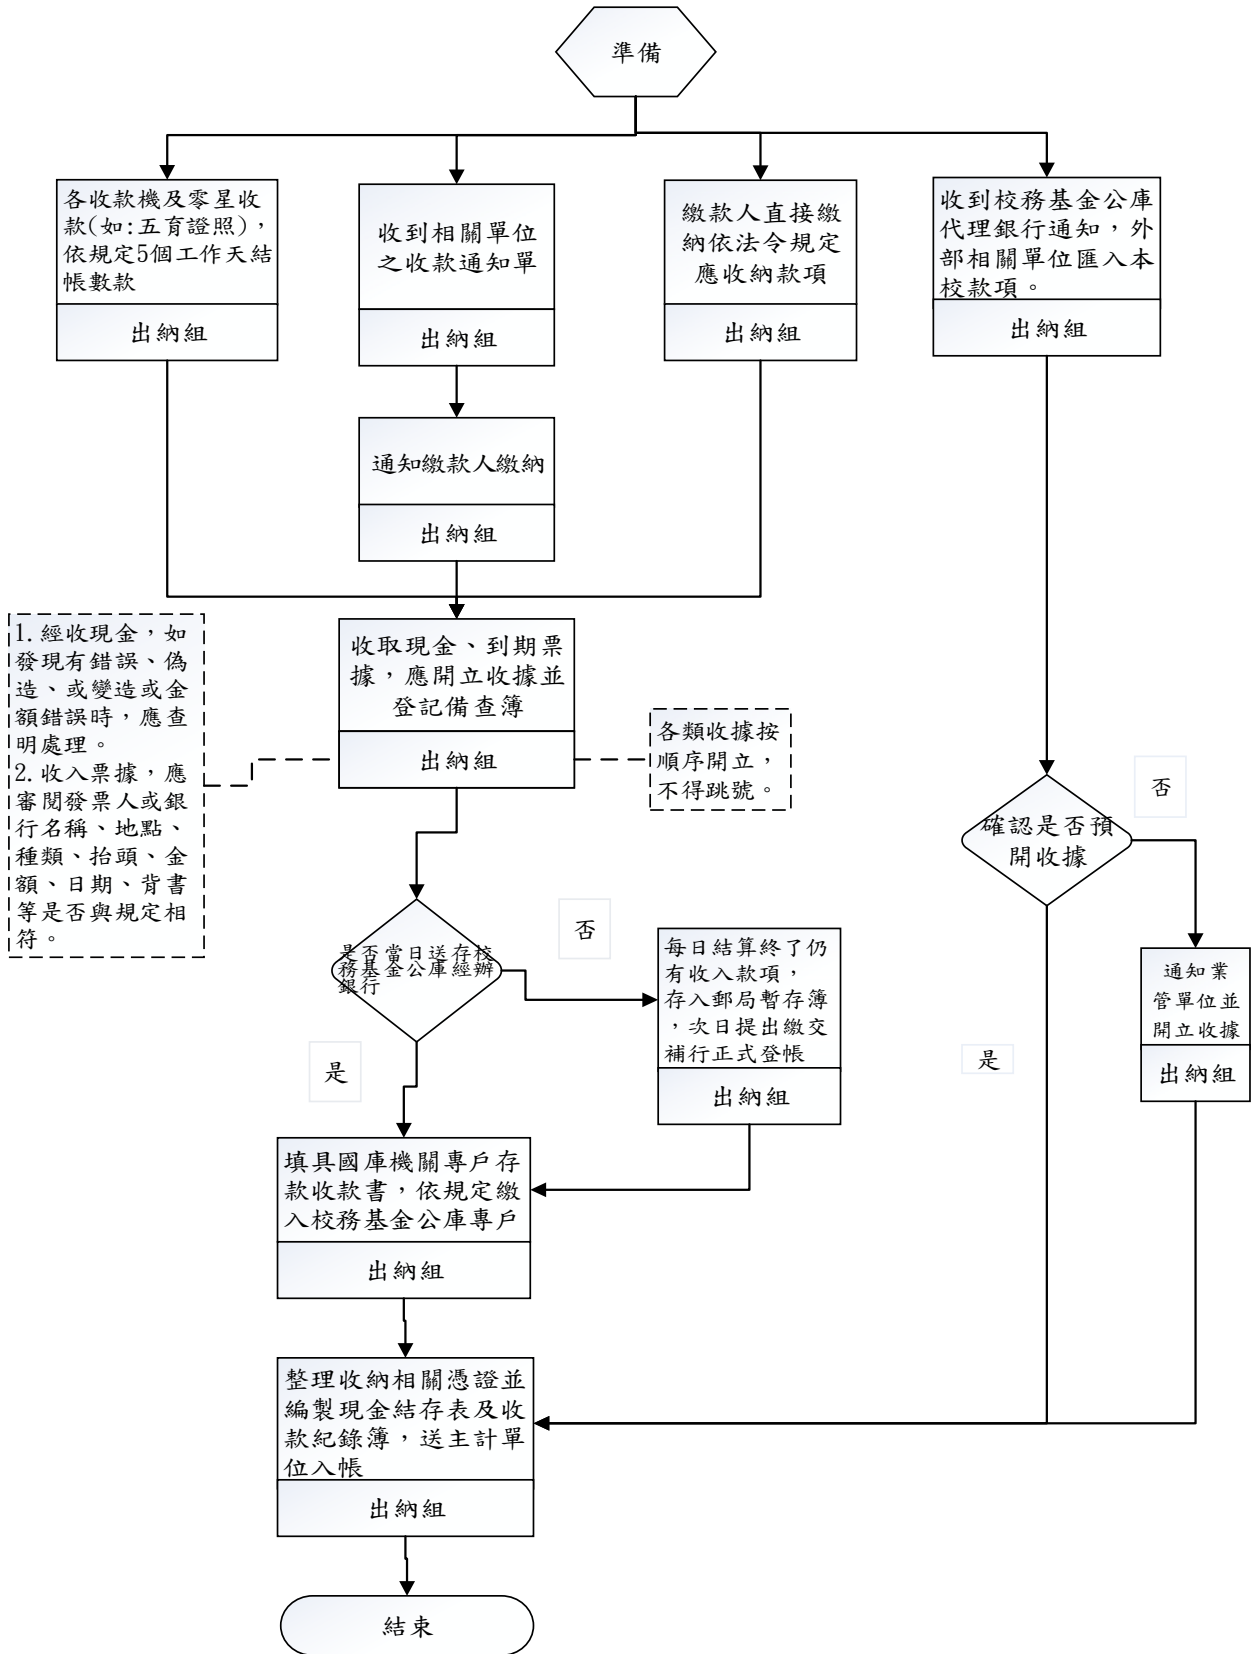 準備
各收款機及零星收
款(如:五育證照)，
依規定5個工作天結
帳數款
出納組
收到相關單位
之收款通知單
出納組
繳款人直接繳
納依法令規定
應收納款項
出納組
收到校務基金公庫
代理銀行通知，外
部相關單位匯入本
校款項。
出納組
通知繳款人繳納
出納組
1.經收現金，如
發現有錯誤、偽
造、或變造或金
額錯誤時，應查
明處理。
2.收入票據，應
審閱發票人或銀
行名稱、地點、
種類、抬頭、金
額、日期、背書
等是否與規定相
符。
收取現金、到期票
據，應開立收據並
登記備查簿
出納組
各類收據按
順序開立，
不得跳號。
確認是否預
開收據
否
是
通知業
管單位並
開立收據
出納組
是否當日送存校
務基金公庫經辦
銀行
否
是
每日結算終了仍
有收入款項，
存入郵局暫存簿
，次日提出繳交
補行正式登帳
出納組
填具國庫機關專戶存
款收款書，依規定繳
入校務基金公庫專戶
出納組
整理收納相關憑證並
編製現金結存表及收
款紀錄簿，送主計單
位入帳
出納組
結束